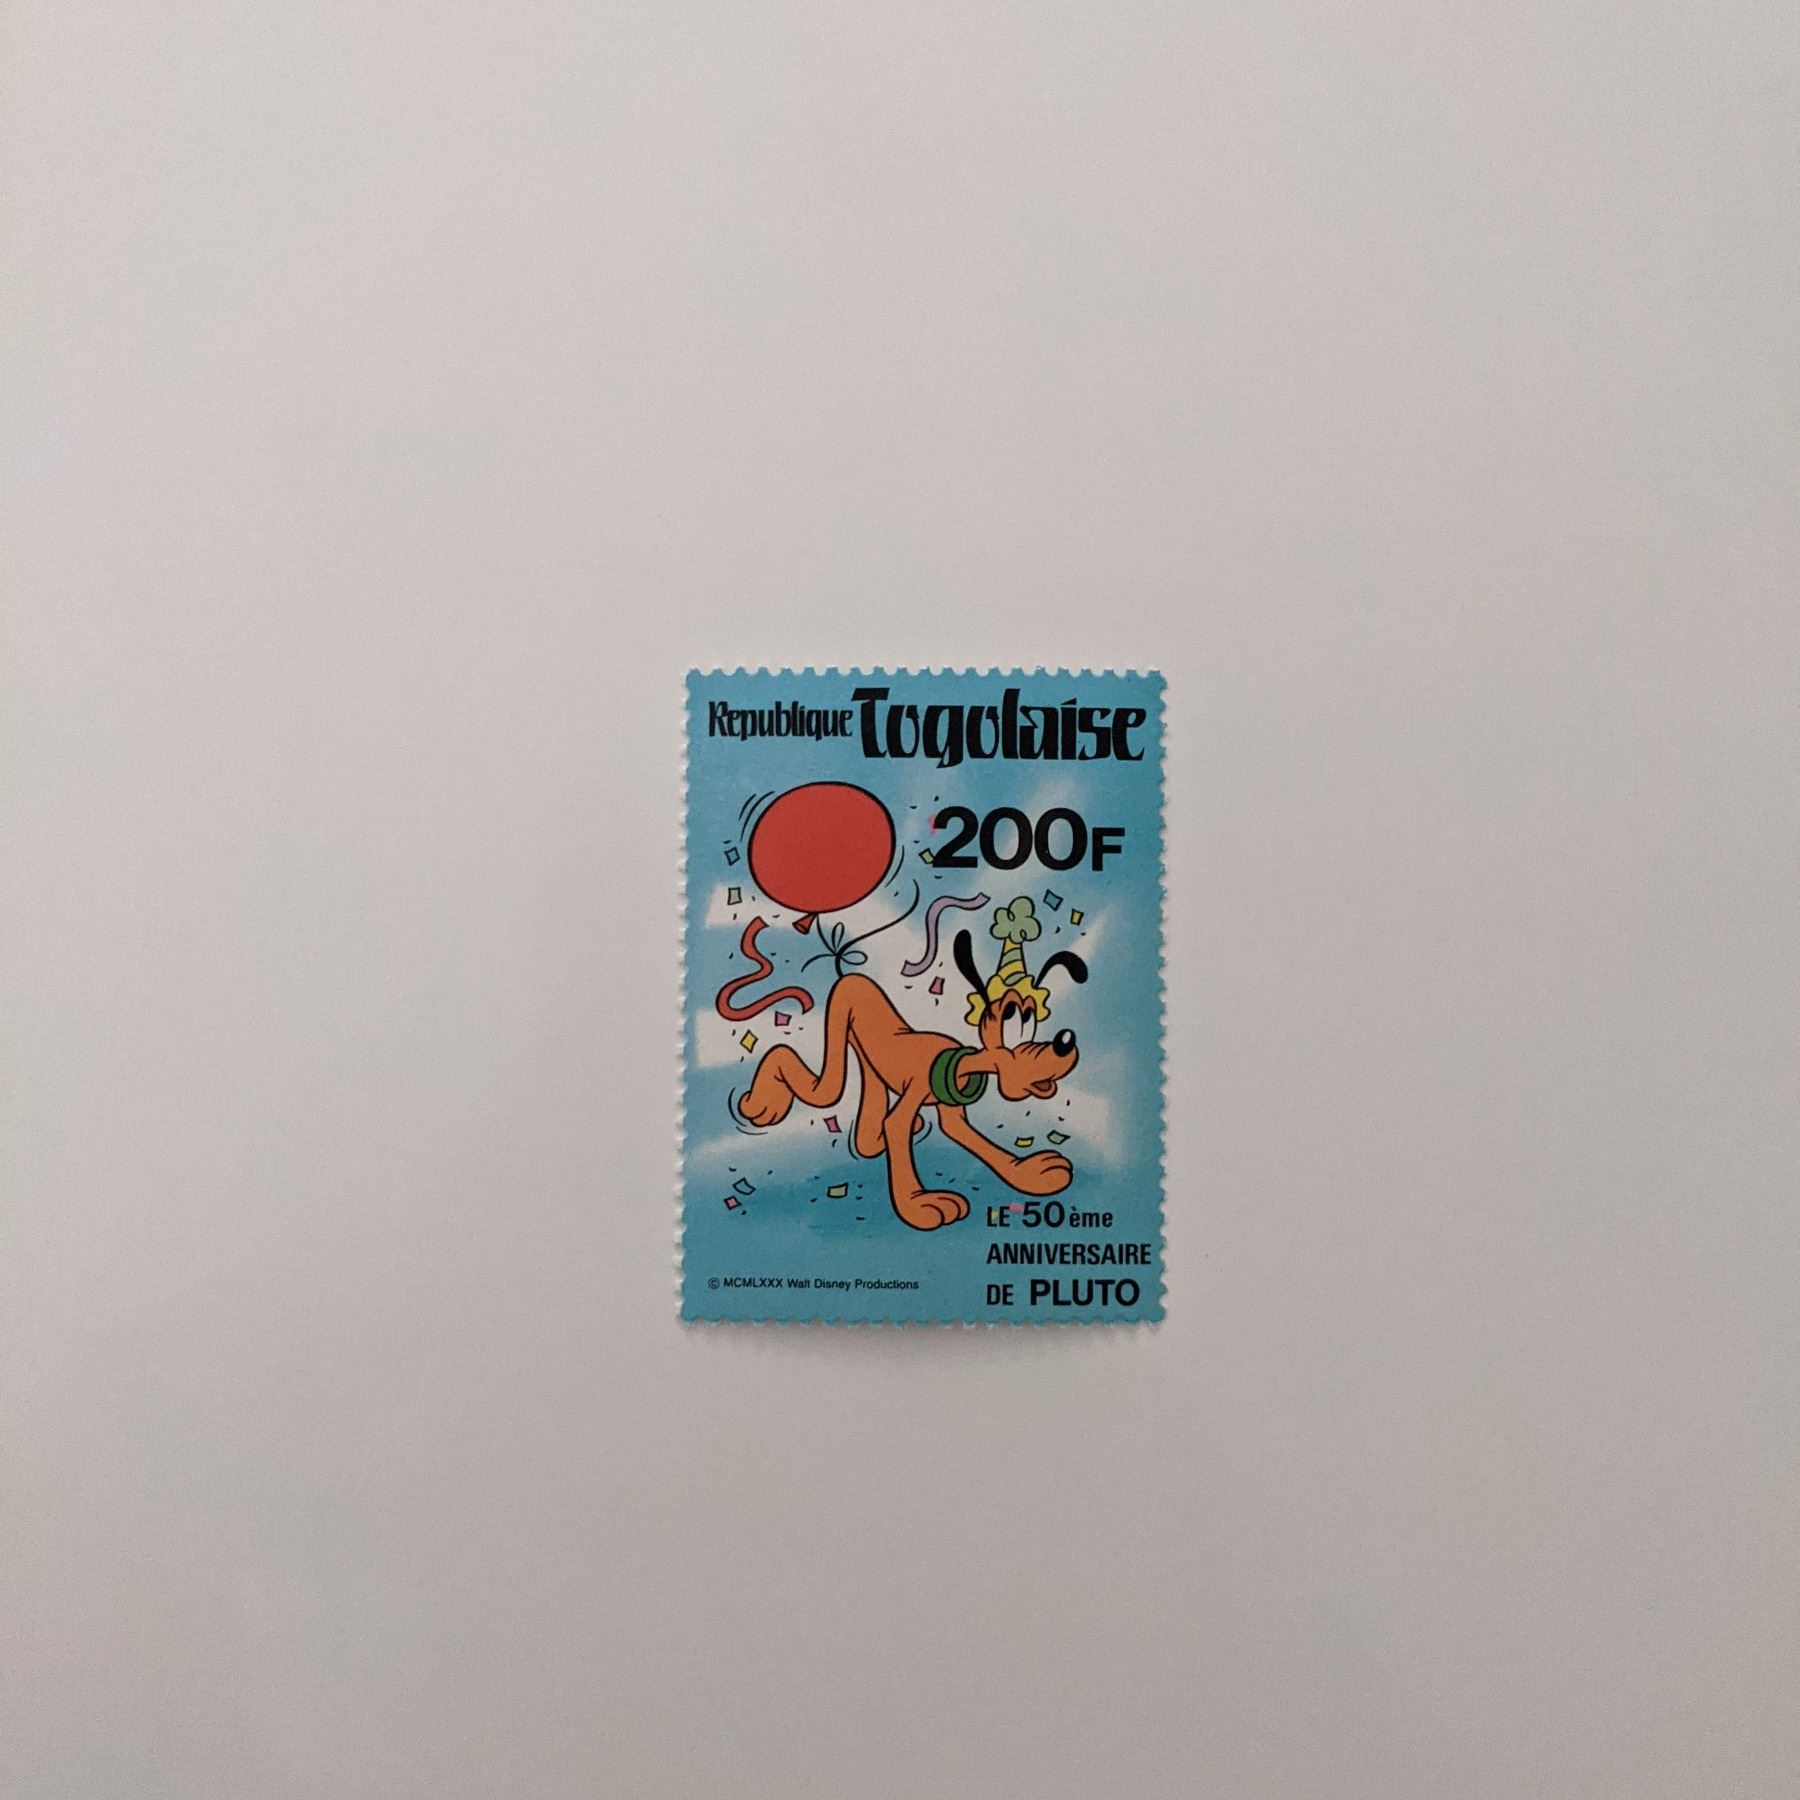 Republique Togolaise
200F
LE 50ème
ANNIVERSAIRE
DE PLUTO
© MCMLXXX Walt Disney Productions